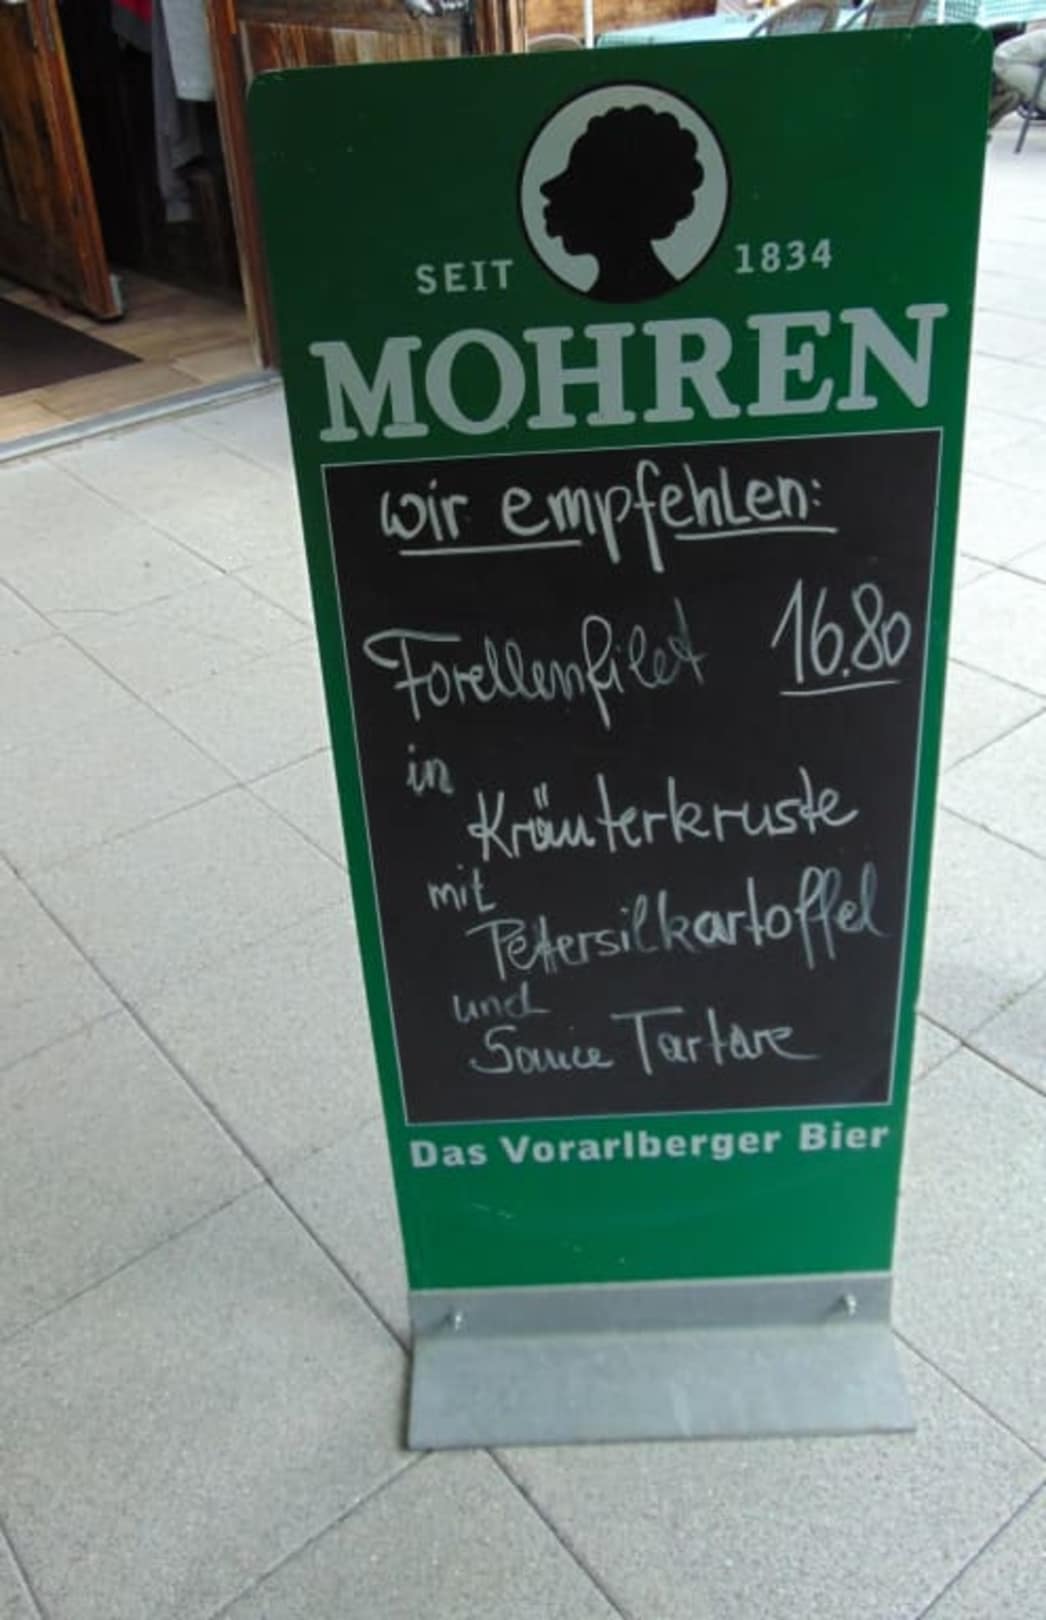 SEIT 1834
MOHREN
wir empfehlen:
Forellenfilet 16.80
in
Kräuterkruste
mit
Petersilkartoffel
und
Sauce Tartare
Das Vorarlberger Bier